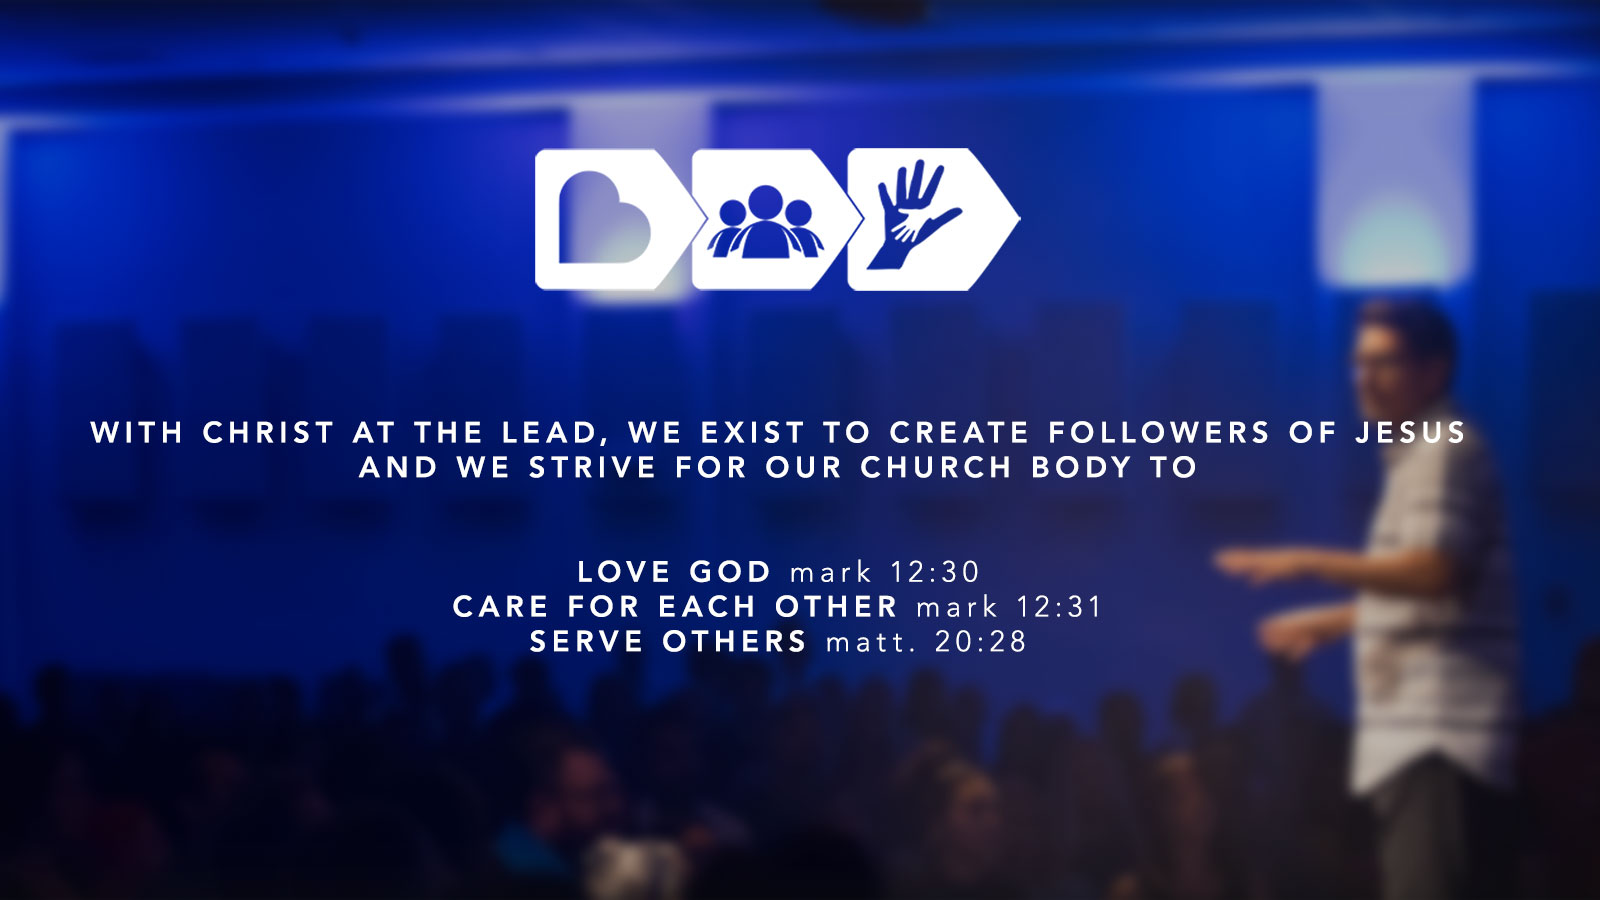 WITH CHRIST AT THE LEAD, WE EXIST TO CREATE FOLLOWERS OF JESUS
AND WE STRIVE FOR OUR CHURCH BODY TO
LOVE GOD mark 12:30
CARE FOR EACH OTHER mark 12:31
SERVE OTHERS matt. 20:28